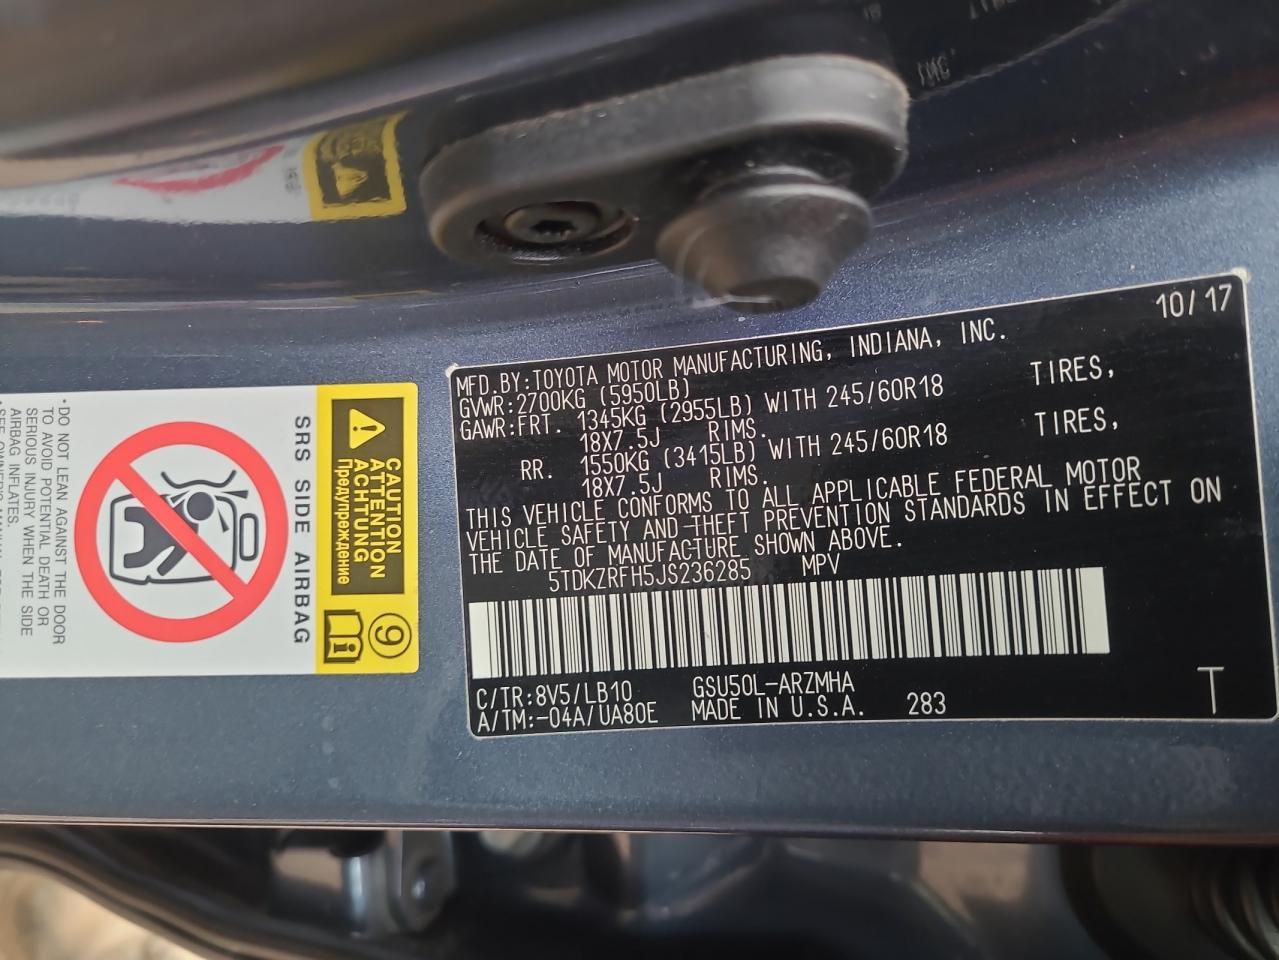 10/17
MFD.BY:TOYOTA MOTOR MANUFACTURING, INDIANA, INC.
GVWR:2700KG (5950LB)
GAWR:FRT. 1345KG (2955LB) WITH 245/60R18 TIRES,
18X7.5J RIMS.
RR. 1550KG (3415LB) WITH 245/60R18 TIRES,
18X7.5J RIMS.
THIS VEHICLE CONFORMS TO ALL APPLICABLE FEDERAL MOTOR
VEHICLE SAFETY AND THEFT PREVENTION STANDARDS IN EFFECT ON
THE DATE OF MANUFACTURE SHOWN ABOVE.
5TDKZRFH5JS236285 MPV
C/TR:8V5/LB10 GSU50L-ARZMHA
A/TM:-04A/UA80E MADE IN U.S.A. 283 T
CAUTION
ATTENTION
ACHTUNG
Предупреждение
9
SRS SIDE AIRBAG
·DO NOT LEAN AGAINST THE DOOR
TO AVOID POTENTIAL DEATH OR
SERIOUS INJURY WHEN THE SIDE
AIRBAG INFLATES.